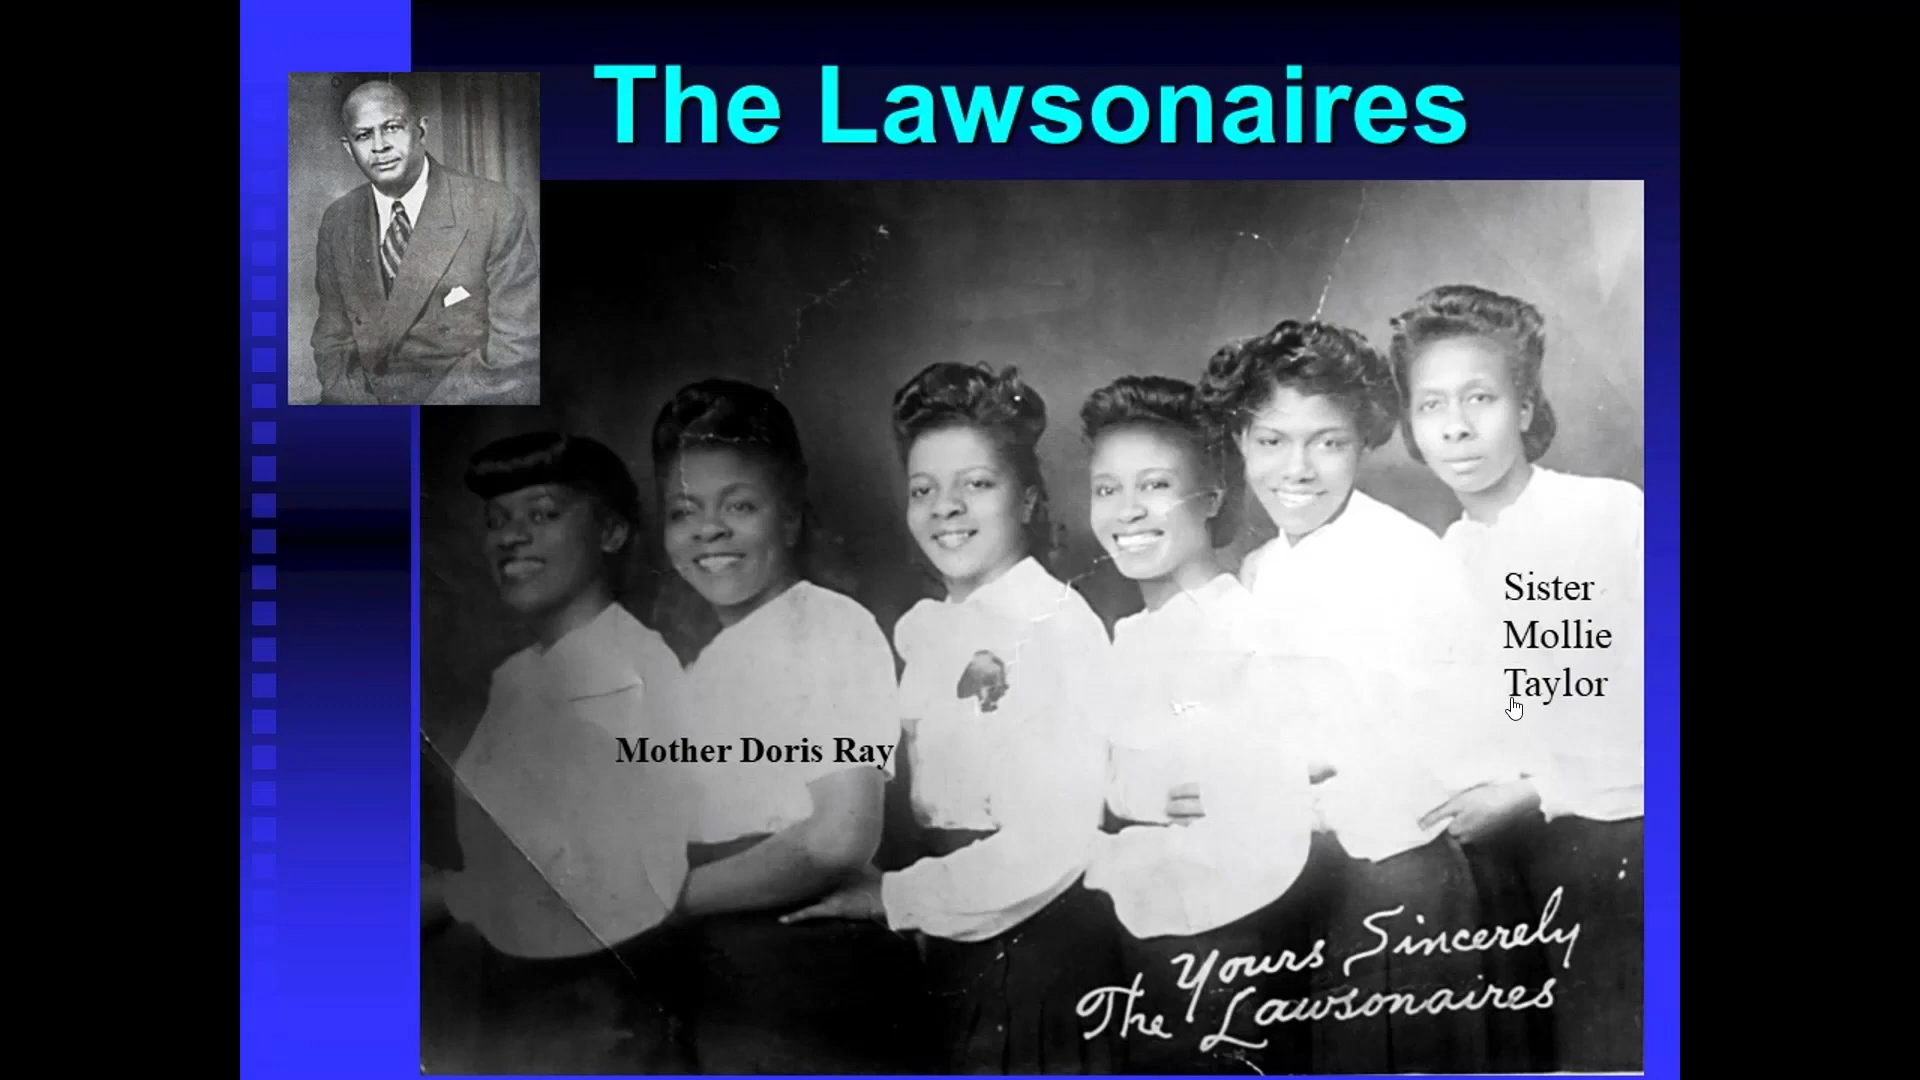 The Lawsonaires
Sister
Mollie
Taylor
Mother Doris Ray
Yours Sincerely
The Lawsonaires